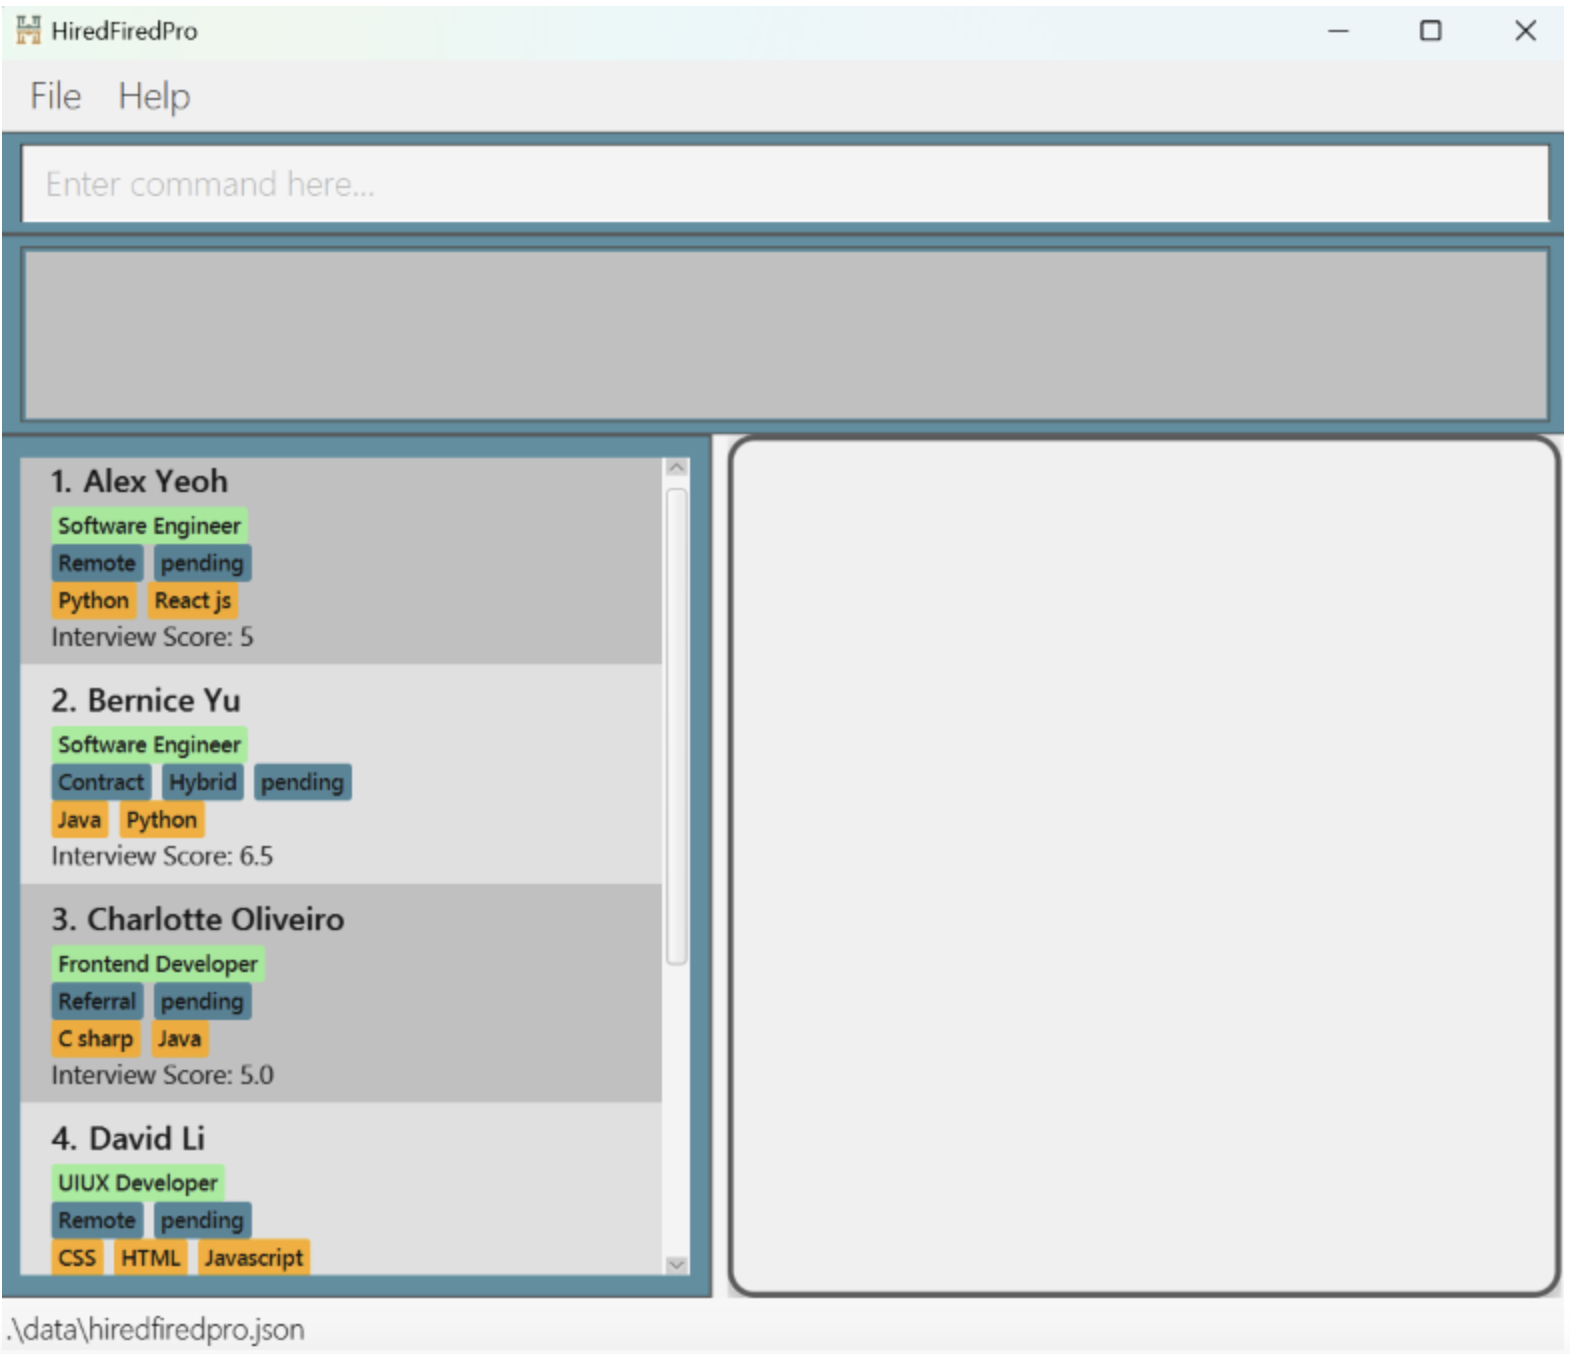 HiredFiredPro
File Help
Enter command here...
1. Alex Yeoh
Software Engineer
Remote pending
Python React js
Interview Score: 5
2. Bernice Yu
Software Engineer
Contract Hybrid pending
Java Python
Interview Score: 6.5
3. Charlotte Oliveiro
Frontend Developer
Referral pending
C sharp Java
Interview Score: 5.0
4. David Li
UIUX Developer
Remote pending
CSS HTML Javascript
.\data\hiredfiredpro.json